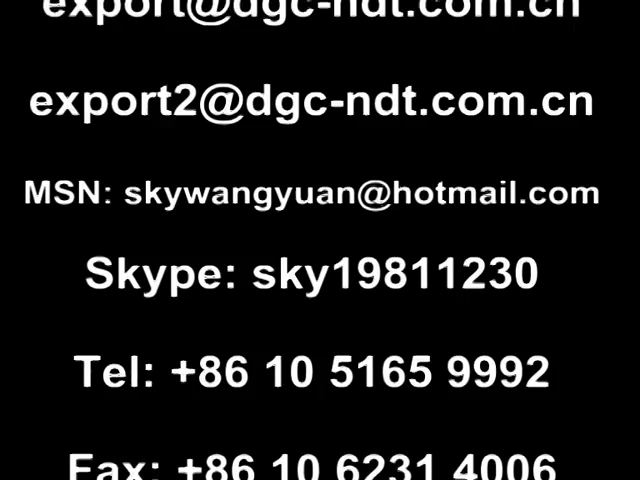 export@dgc-ndt.com.cn
export2@dgc-ndt.com.cn
MSN: skywangyuan@hotmail.com
Skype: sky19811230
Tel: +86 10 5165 9992
Fax: +86 10 6231 4006